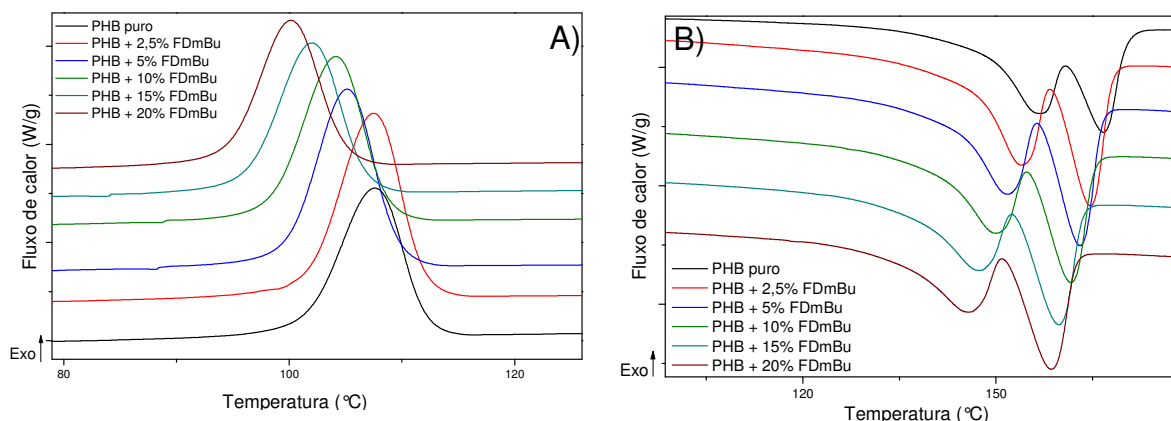 PHB puro
PHB + 2,5% FDmBu
PHB + 5% FDmBu
PHB + 10% FDmBu
PHB + 15% FDmBu
PHB + 20% FDmBu
A)
Fluxo de calor (W/g)
Exo
80
100
120
Temperatura (°C)
B)
Fluxo de calor (W/g)
PHB puro
PHB + 2,5% FDmBu
PHB + 5% FDmBu
PHB + 10% FDmBu
PHB + 15% FDmBu
PHB + 20% FDmBu
Exo
120
150
Temperatura (°C)